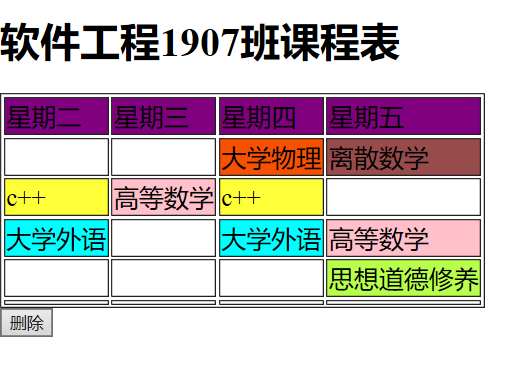 软件工程1907班课程表
星期二 星期三 星期四 星期五
大学物理 离散数学
c++ 高等数学 c++
大学外语 大学外语 高等数学
思想道德修养
删除